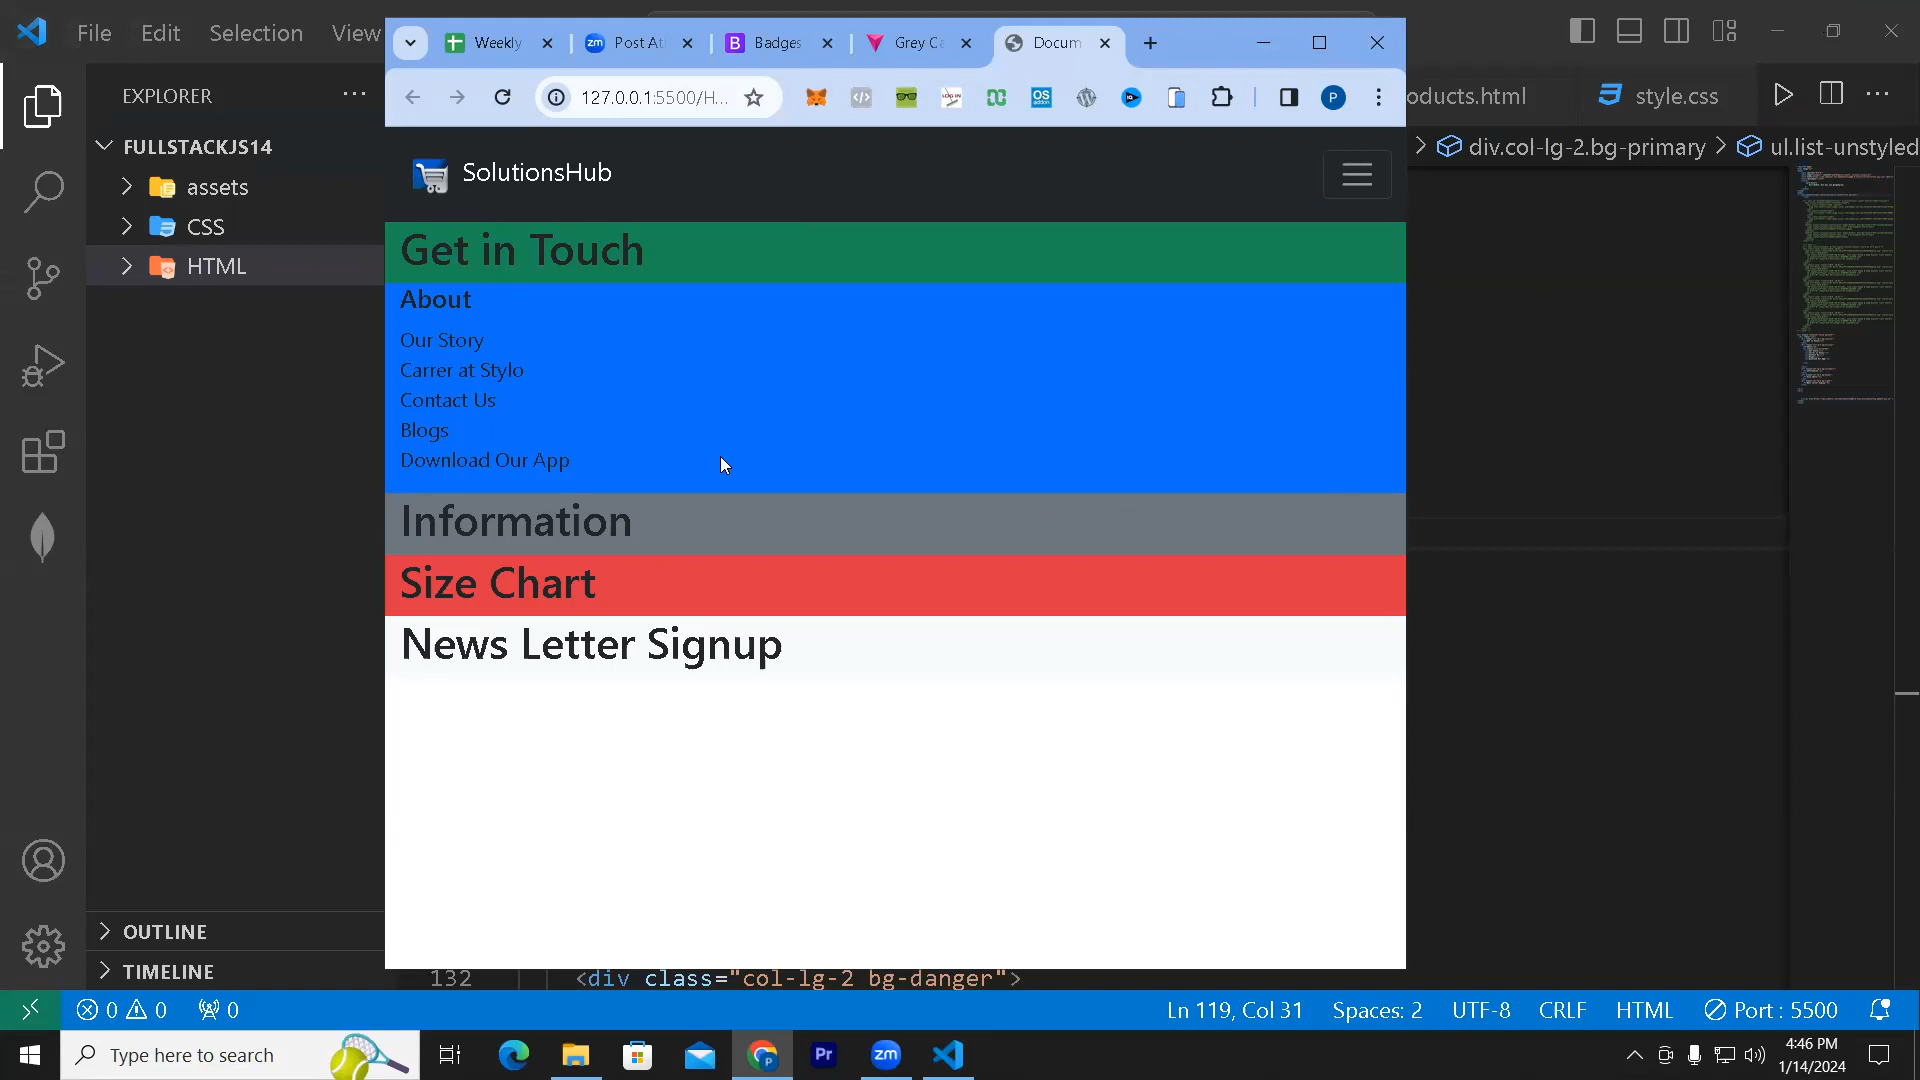 File Edit Selection View
Weekly
Post At
Badges
Grey Ca
Docum
127.0.0.1:5500/H...
EXPLORER
FULLSTACKJS14
assets
CSS
HTML
OUTLINE
TIMELINE
oducts.html
style.css
div.col-lg-2.bg-primary
ul.list-unstyled
SolutionsHub
Get in Touch
About
Our Story
Carrer at Stylo
Contact Us
Blogs
Download Our App
Information
Size Chart
News Letter Signup
132 <div class="col-lg-2 bg-danger">
0 0 0
Ln 119, Col 31 Spaces: 2 UTF-8 CRLF HTML Port : 5500
Type here to search
4:46 PM
1/14/2024